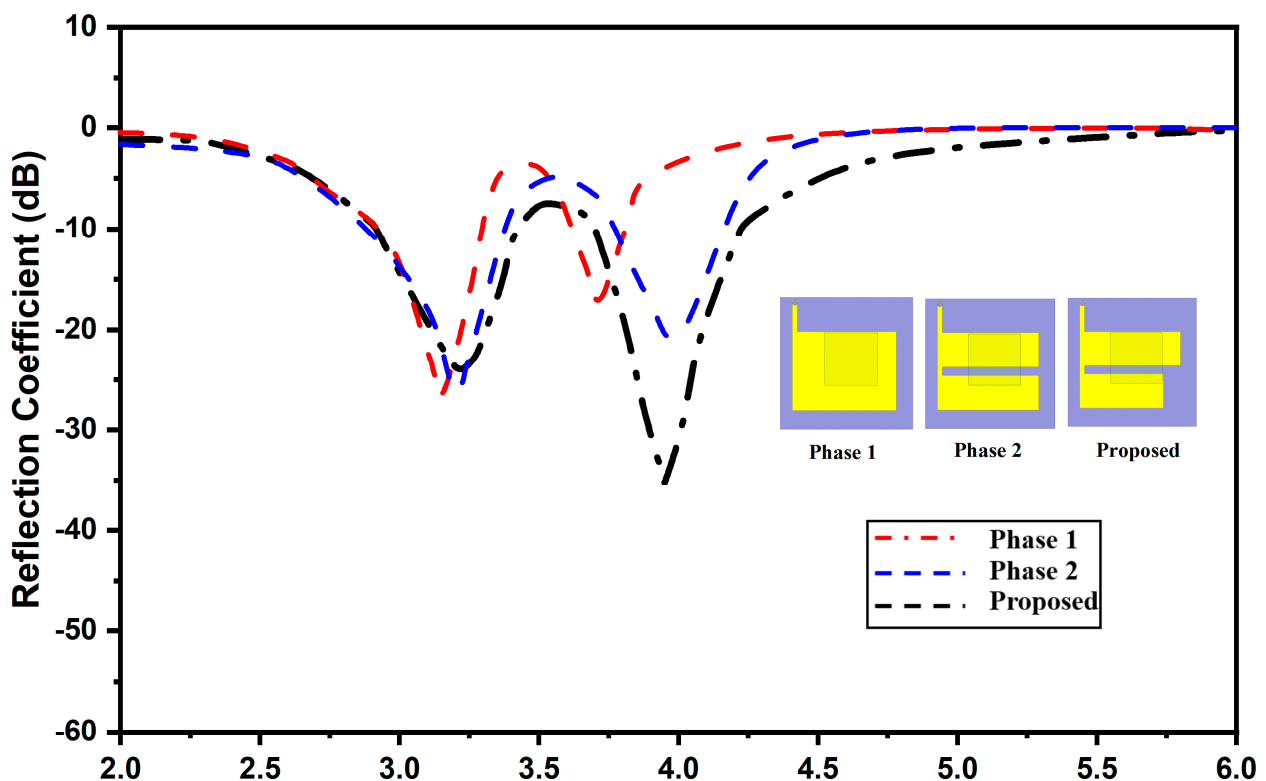 Reflection Coefficient (dB)
10
0
-10
-20
-30
-40
-50
-60
2.0 2.5 3.0 3.5 4.0 4.5 5.0 5.5 6.0
Phase 1 Phase 2 Proposed
Phase 1
Phase 2
Proposed